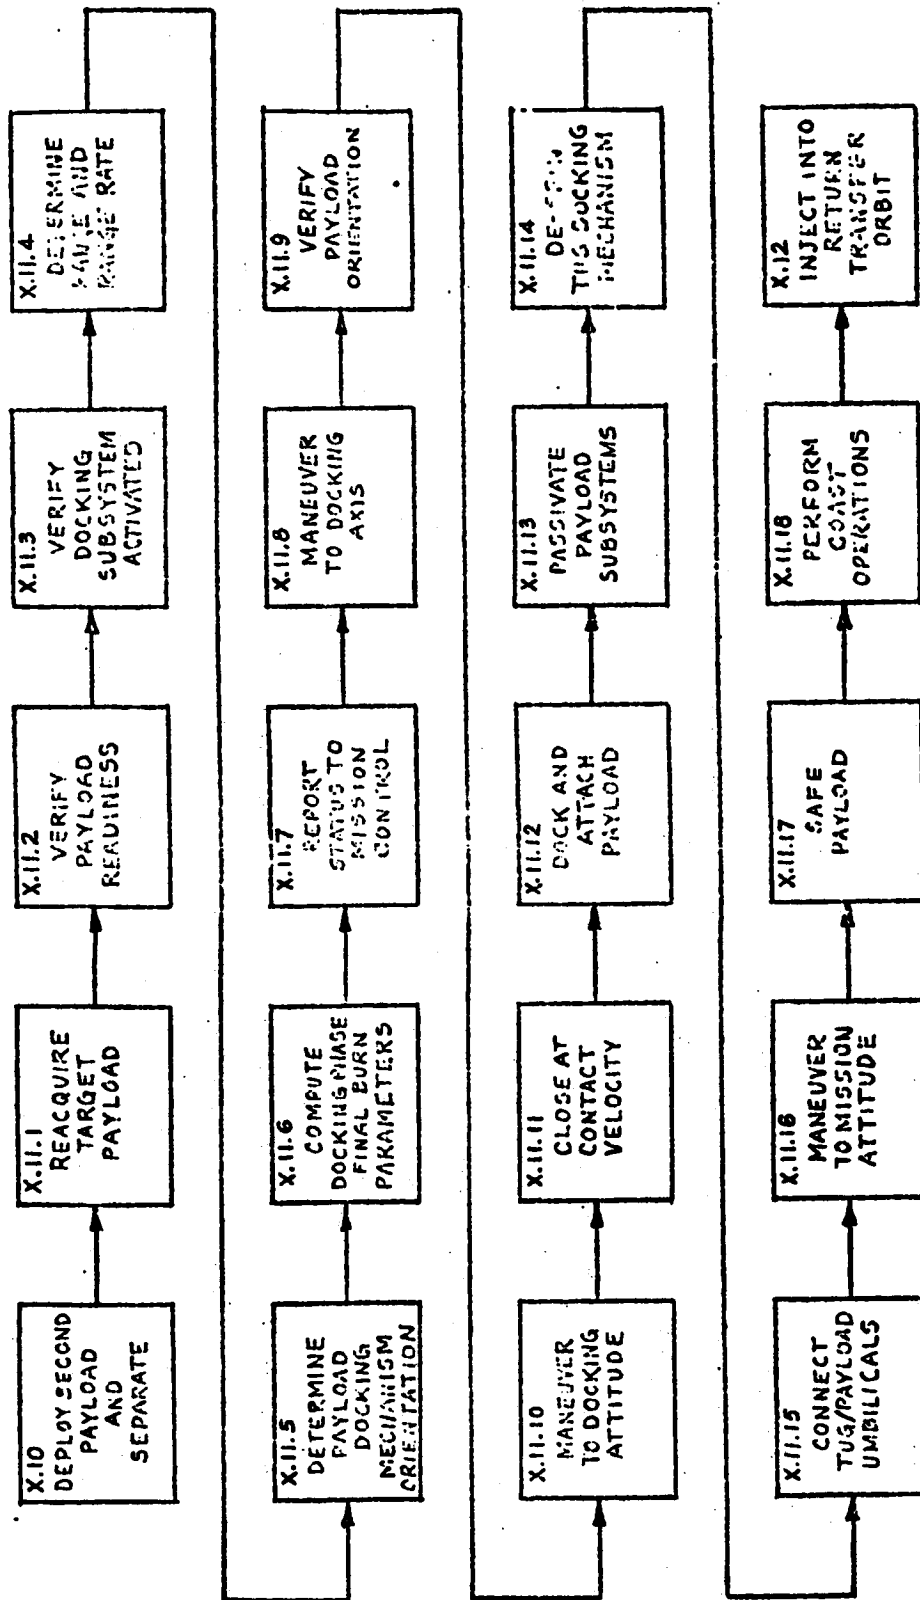 X.10
DEPLOY SECOND
PAYLOAD
AND
SEPARATE
X.11.1
REACQUIRE
TARGET
PAYLOAD
X.11.2
VERIFY
PAYLOAD
READINESS
X.11.3
VERIFY
DOCKING
SUBSYSTEM
ACTIVATED
X.11.4
DETERMINE
RANGE AND
RANGE RATE
X.11.5
DETERMINE
PAYLOAD
DOCKING
MECHANISM
ORIENTATION
X.11.6
COMPUTE
DOCKING PHASE
FINAL BURN
PARAMETERS
X.11.7
REPORT
STATUS TO
MISSION
CONTROL
X.11.8
MANEUVER
TO DOCKING
AXIS
X.11.9
VERIFY
PAYLOAD
ORIENTATION
X.11.10
MANEUVER
TO DOCKING
ATTITUDE
X.11.11
CLOSE AT
CONTACT
VELOCITY
X.11.12
DOCK AND
ATTACH
PAYLOAD
X.11.13
PASSIVATE
PAYLOAD
SUBSYSTEMS
X.11.14
DE-SPIN
DOCKING
MECHANISM
X.11.15
CONNECT
TUG/PAYLOAD
UMBILICALS
X.11.16
MANEUVER
TO MISSION
ATTITUDE
X.11.17
SAFE
PAYLOAD
X.11.18
PERFORM
COAST
OPERATIONS
X.12
INJECT INTO
RETURN
TRANSFER
ORBIT